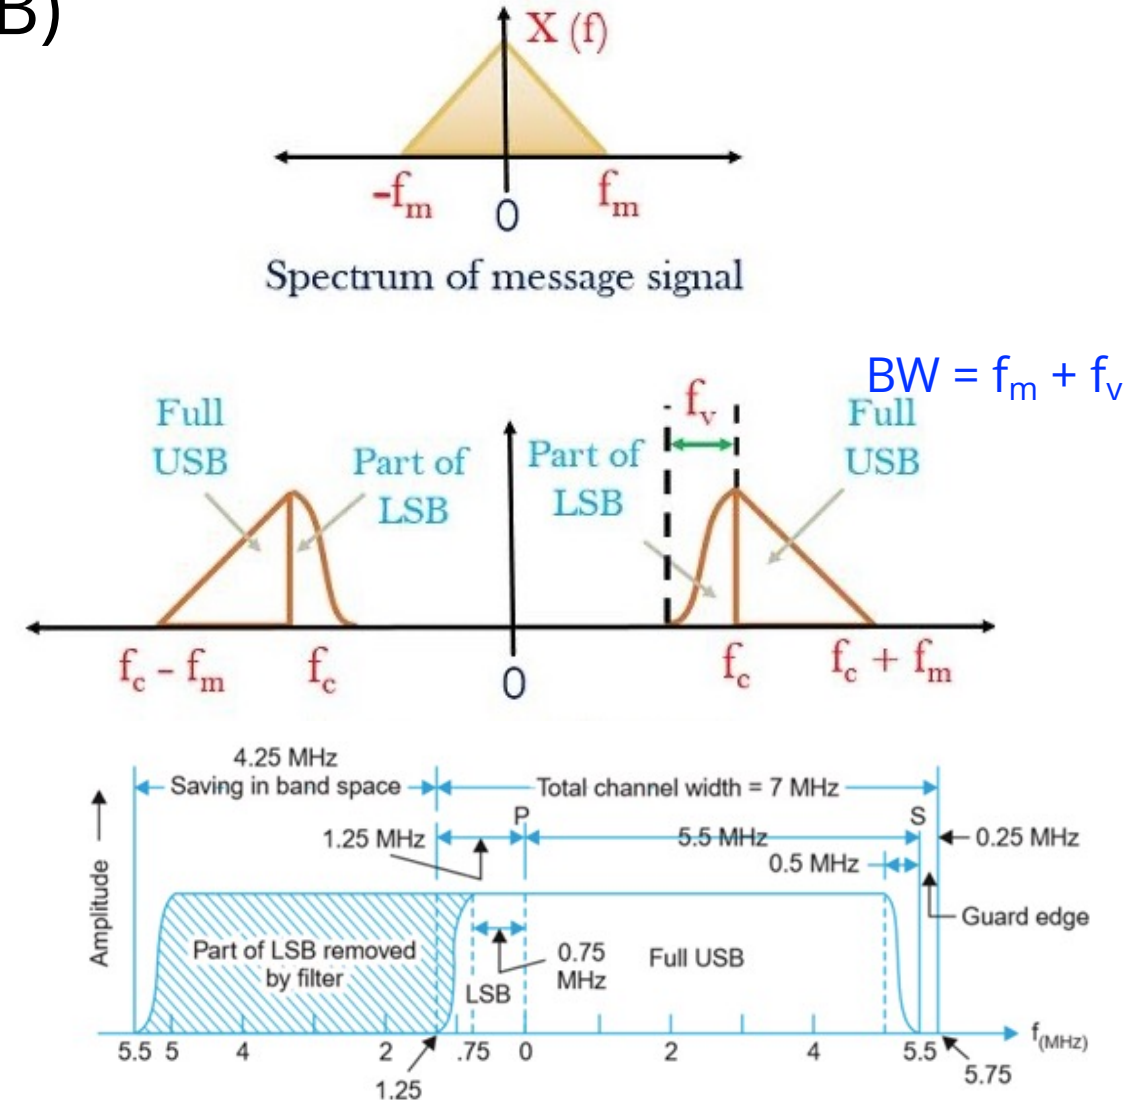 B)
X (f)
-fm
fm
0
Spectrum of message signal
BW = fm + fv
fv
Full
USB
Part of
LSB
Part of
LSB
Full
USB
fc - fm
fc
0
fc
fc + fm
4.25 MHz
Saving in band space
Total channel width = 7 MHz
P
S
1.25 MHz
5.5 MHz
0.25 MHz
0.5 MHz
Amplitude
Guard edge
Part of LSB removed
by filter
0.75
MHz
Full USB
LSB
5.5 5 4 2 .75 0 2 4 5.5
f(MHz)
1.25
5.75